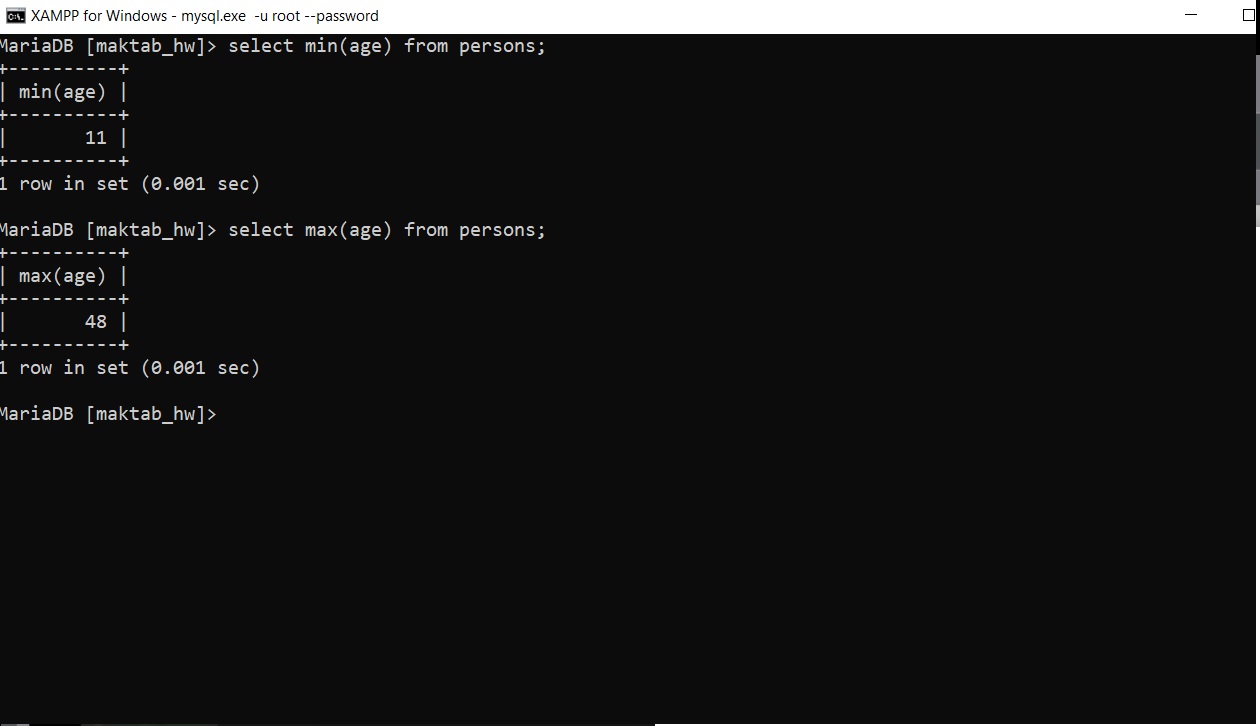 XAMPP for Windows - mysql.exe -u root --password
MariaDB [maktab_hw]> select min(age) from persons;
+----------+
| min(age) |
+----------+
|       11 |
+----------+
1 row in set (0.001 sec)
MariaDB [maktab_hw]> select max(age) from persons;
+----------+
| max(age) |
+----------+
|       48 |
+----------+
1 row in set (0.001 sec)
MariaDB [maktab_hw]>